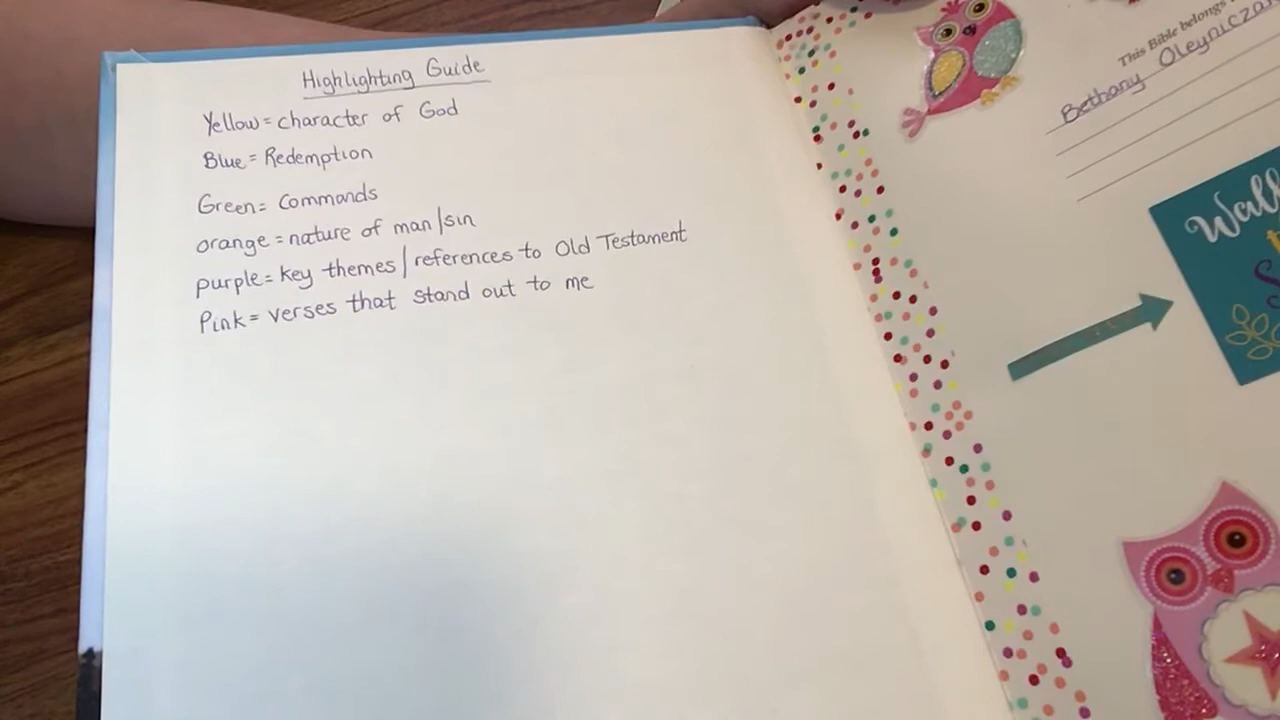 Highlighting Guide
Yellow = character of God
Blue = Redemption
Green = Commands
orange = nature of man/sin
purple = key themes / references to Old Testament
Pink = verses that stand out to me
This Bible belongs
Bethany